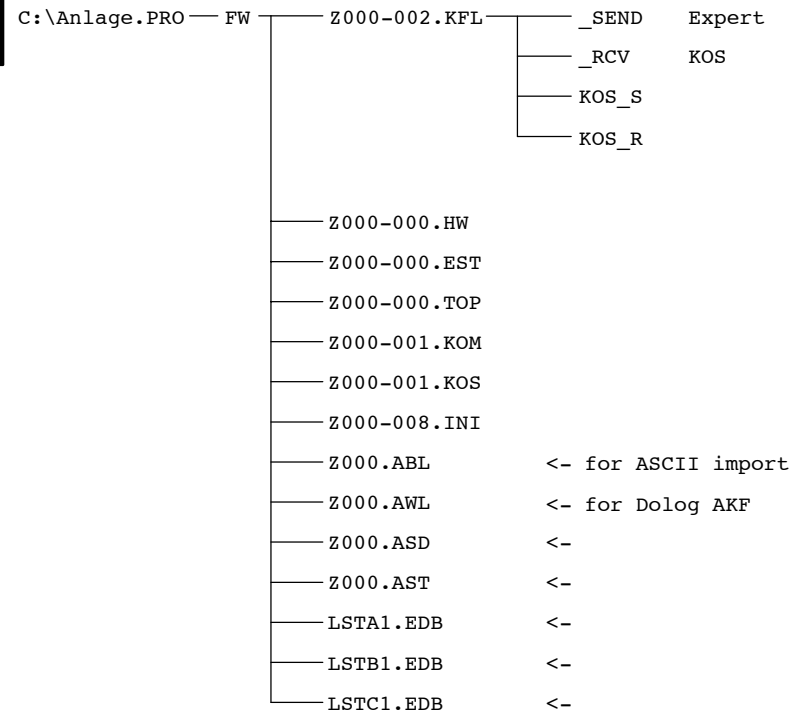 C:\Anlage.PRO FW Z000-002.KFL _SEND Expert
_RCV KOS
KOS_S
KOS_R
Z000-000.HW
Z000-000.EST
Z000-000.TOP
Z000-001.KOM
Z000-001.KOS
Z000-008.INI
Z000.ABL <- for ASCII import
Z000.AWL <- for Dolog AKF
Z000.ASD <-
Z000.AST <-
LSTA1.EDB <-
LSTB1.EDB <-
LSTC1.EDB <-